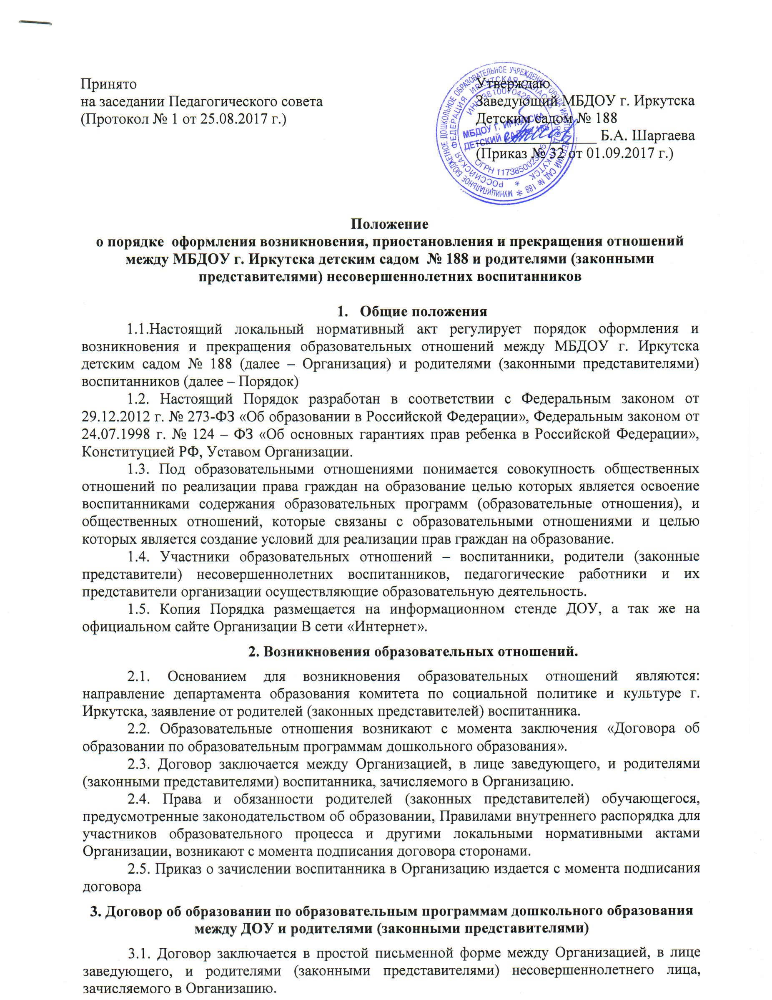 Принято
на заседании Педагогического совета
(Протокол № 1 от 25.08.2017 г.)
Утверждаю
Заведующий МБДОУ г. Иркутска
Детским садом № 188
Б.А. Шаргаева
(Приказ № 32 от 01.09.2017 г.)
МУНИЦИПАЛЬНОЕ БЮДЖЕТНОЕ ДОШКОЛЬНОЕ ОБРАЗОВАТЕЛЬНОЕ УЧРЕЖДЕНИЕ ГОРОДА ИРКУТСКА ДЕТСКИЙ САД № 188
РОССИЙСКАЯ ФЕДЕРАЦИЯ ИРКУТСКАЯ ОБЛАСТЬ ГОРОД ИРКУТСК
ИНН 3810070428
МБДОУ Г. ИРКУТСКА
ДЕТСКИЙ САД № 188
ОГРН
Положение
о порядке оформления возникновения, приостановления и прекращения отношений
между МБДОУ г. Иркутска детским садом № 188 и родителями (законными
представителями) несовершеннолетних воспитанников
1. Общие положения
1.1.Настоящий локальный нормативный акт регулирует порядок оформления и
возникновения и прекращения образовательных отношений между МБДОУ г. Иркутска
детским садом № 188 (далее – Организация) и родителями (законными представителями)
воспитанников (далее – Порядок)
1.2. Настоящий Порядок разработан в соответствии с Федеральным законом от
29.12.2012 г. № 273-ФЗ «Об образовании в Российской Федерации», Федеральным законом от
24.07.1998 г. № 124 – ФЗ «Об основных гарантиях прав ребенка в Российской Федерации»,
Конституцией РФ, Уставом Организации.
1.3. Под образовательными отношениями понимается совокупность общественных
отношений по реализации права граждан на образование целью которых является освоение
воспитанниками содержания образовательных программ (образовательные отношения), и
общественных отношений, которые связаны с образовательными отношениями и целью
которых является создание условий для реализации прав граждан на образование.
1.4. Участники образовательных отношений – воспитанники, родители (законные
представители) несовершеннолетних воспитанников, педагогические работники и их
представители организации осуществляющие образовательную деятельность.
1.5. Копия Порядка размещается на информационном стенде ДОУ, а так же на
официальном сайте Организации В сети «Интернет».
2. Возникновения образовательных отношений.
2.1. Основанием для возникновения образовательных отношений являются:
направление департамента образования комитета по социальной политике и культуре г.
Иркутска, заявление от родителей (законных представителей) воспитанника.
2.2. Образовательные отношения возникают с момента заключения «Договора об
образовании по образовательным программам дошкольного образования».
2.3. Договор заключается между Организацией, в лице заведующего, и родителями
(законными представителями) воспитанника, зачисляемого в Организацию.
2.4. Права и обязанности родителей (законных представителей) обучающегося,
предусмотренные законодательством об образовании, Правилами внутреннего распорядка для
участников образовательного процесса и другими локальными нормативными актами
Организации, возникают с момента подписания договора сторонами.
2.5. Приказ о зачислении воспитанника в Организацию издается с момента подписания
договора
3. Договор об образовании по образовательным программам дошкольного образования
между ДОУ и родителями (законными представителями)
3.1. Договор заключается в простой письменной форме между Организацией, в лице
заведующего, и родителями (законными представителями) несовершеннолетнего лица,
зачисляемого в Организацию.